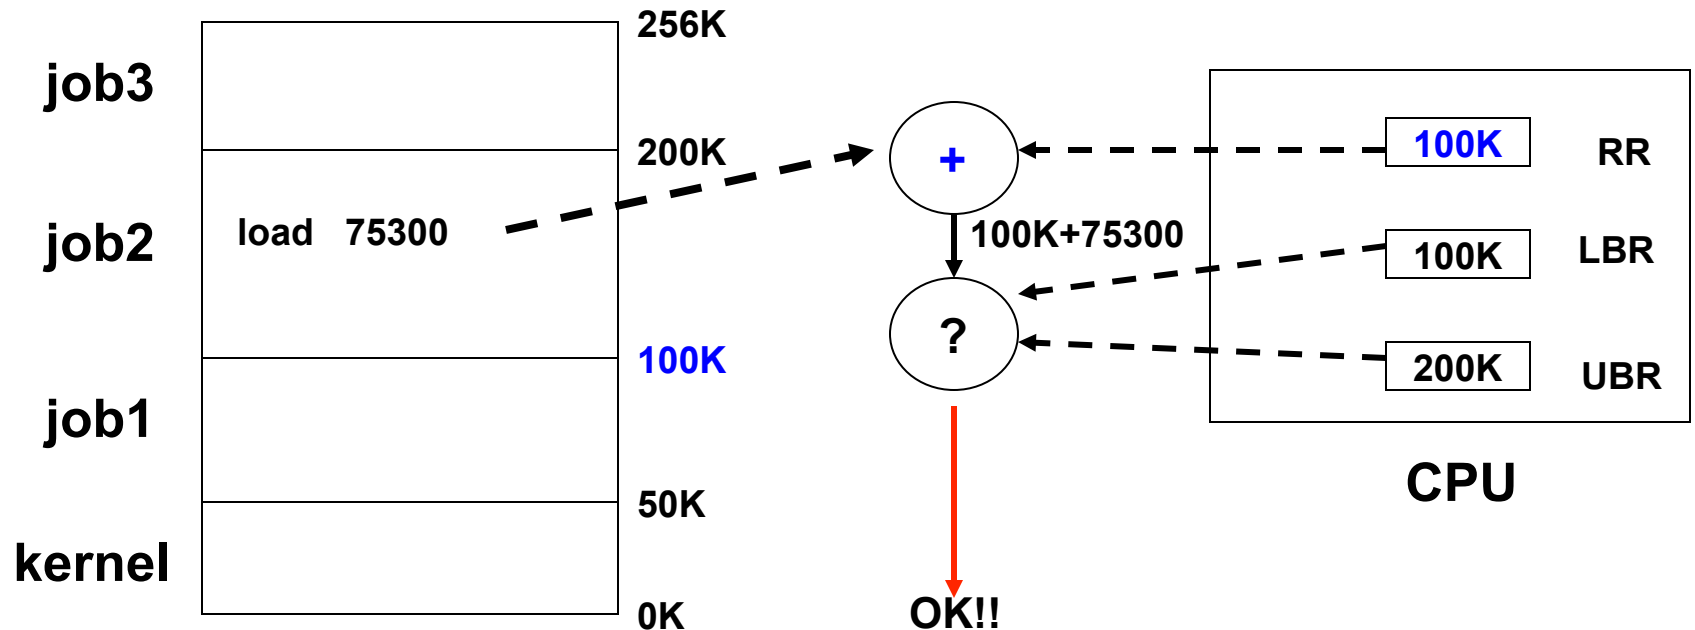 256K
job3
200K
job2
load 75300
100K
job1
50K
kernel
0K
+
100K+75300
?
OK!!
100K
RR
100K
LBR
200K
UBR
CPU